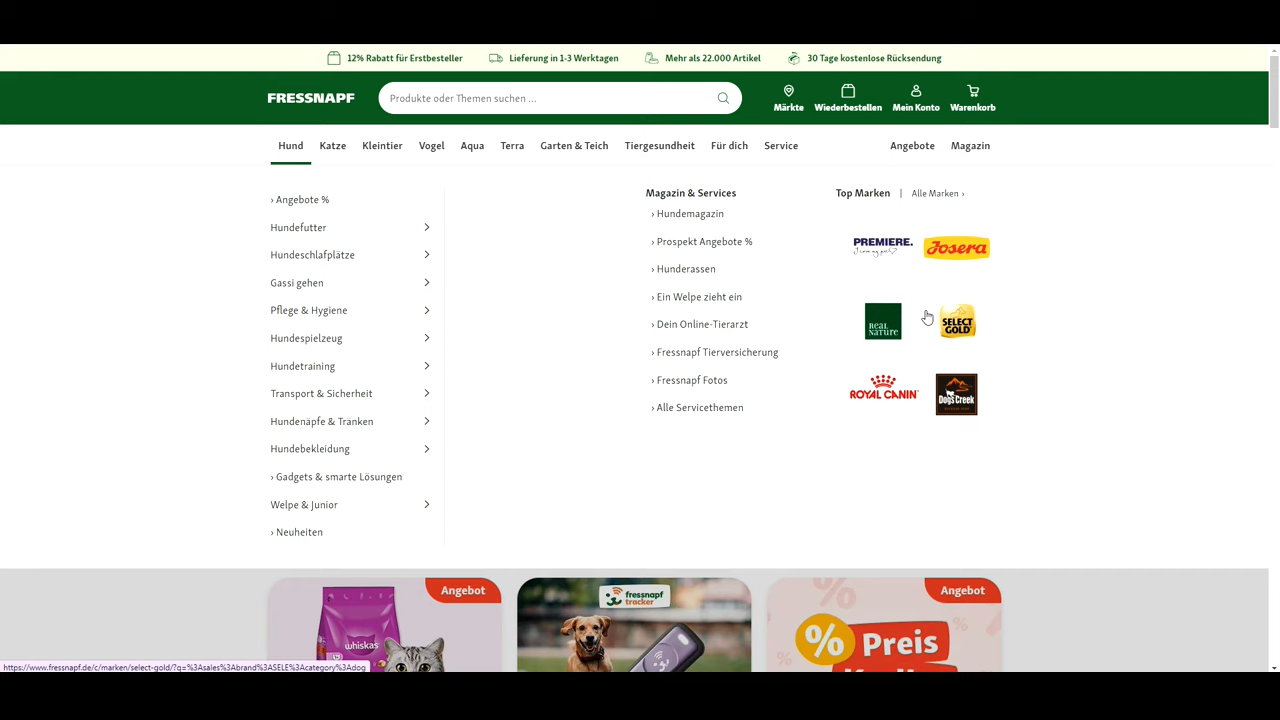 12% Rabatt für Erstbesteller
Lieferung in 1-3 Werktagen
Mehr als 22.000 Artikel
30 Tage kostenlose Rücksendung
FRESSNAPF
Produkte oder Themen suchen ...
Märkte
Wiederbestellen
Mein Konto
Warenkorb
Hund
Katze
Kleintier
Vogel
Aqua
Terra
Garten & Teich
Tiergesundheit
Für dich
Service
Angebote
Magazin
› Angebote %
Hundefutter
Hundeschlafplätze
Gassi gehen
Pflege & Hygiene
Hundespielzeug
Hundetraining
Transport & Sicherheit
Hundenäpfe & Tränken
Hundebekleidung
› Gadgets & smarte Lösungen
Welpe & Junior
› Neuheiten
Magazin & Services
› Hundemagazin
› Prospekt Angebote %
› Hunderassen
› Ein Welpe zieht ein
› Dein Online-Tierarzt
› Fressnapf Tierversicherung
› Fressnapf Fotos
› Alle Servicethemen
Top Marken | Alle Marken ›
PREMIERE.
Josera
REAL
NATURE
SELECT
GOLD
ROYAL CANIN
Dogs Creek
Angebot
whiskas
fressnapf
tracker
Angebot
%
Preis
https://www.fressnapf.de/c/marken/select-gold/?q=%3Asales%3Abrand%3ASELE%3Acategory%3Adog